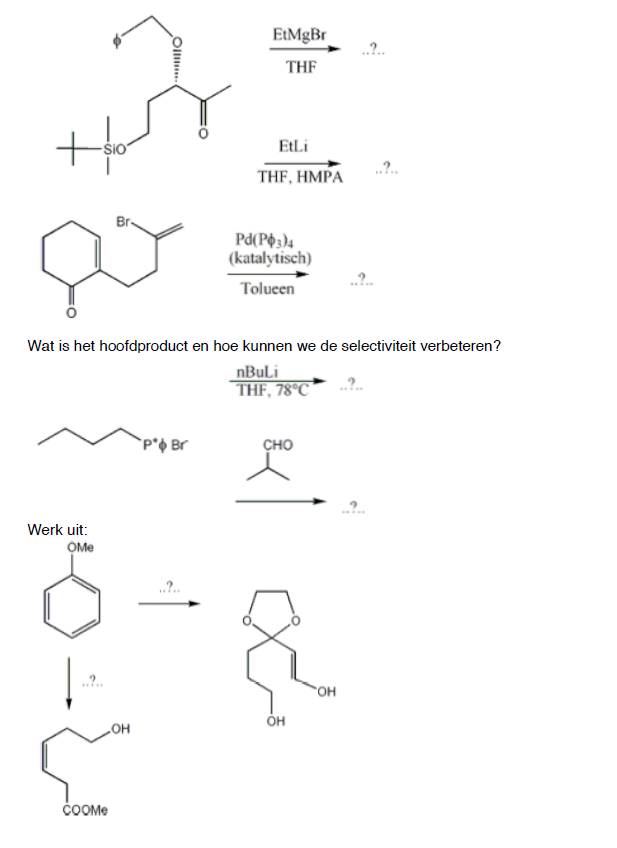 ϕ
O
EtMgBr
..?..
THF
O
SiO
EtLi
THF, HMPA
..?..
Br
Pd(Pϕ₃)₄
(katalytisch)
Tolueen
..?..
O
Wat is het hoofdproduct en hoe kunnen we de selectiviteit verbeteren?
nBuLi
THF, 78°C
..?..
P⁺ϕ Br⁻
CHO
..?..
Werk uit:
OMe
..?..
O O
..?..
OH
OH
OH
COOMe